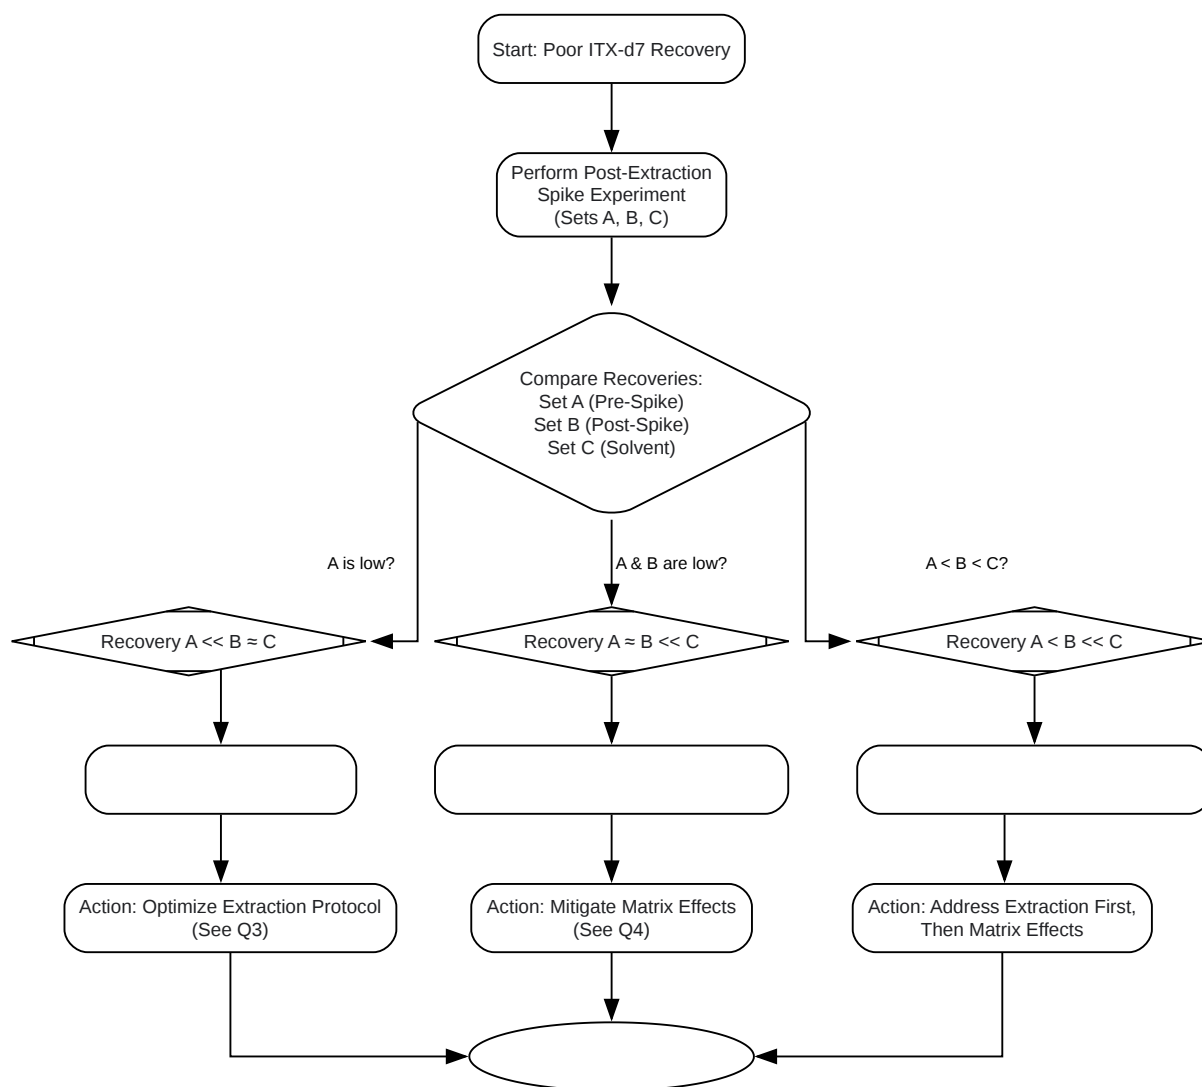 Start: Poor ITX-d7 Recovery
Perform Post-Extraction
Spike Experiment
(Sets A, B, C)
Compare Recoveries:
Set A (Pre-Spike)
Set B (Post-Spike)
Set C (Solvent)
A is low?
A & B are low?
A < B < C?
Recovery A << B ≈ C
Recovery A ≈ B << C
Recovery A < B << C
Action: Optimize Extraction Protocol
(See Q3)
Action: Mitigate Matrix Effects
(See Q4)
Action: Address Extraction First,
Then Matrix Effects